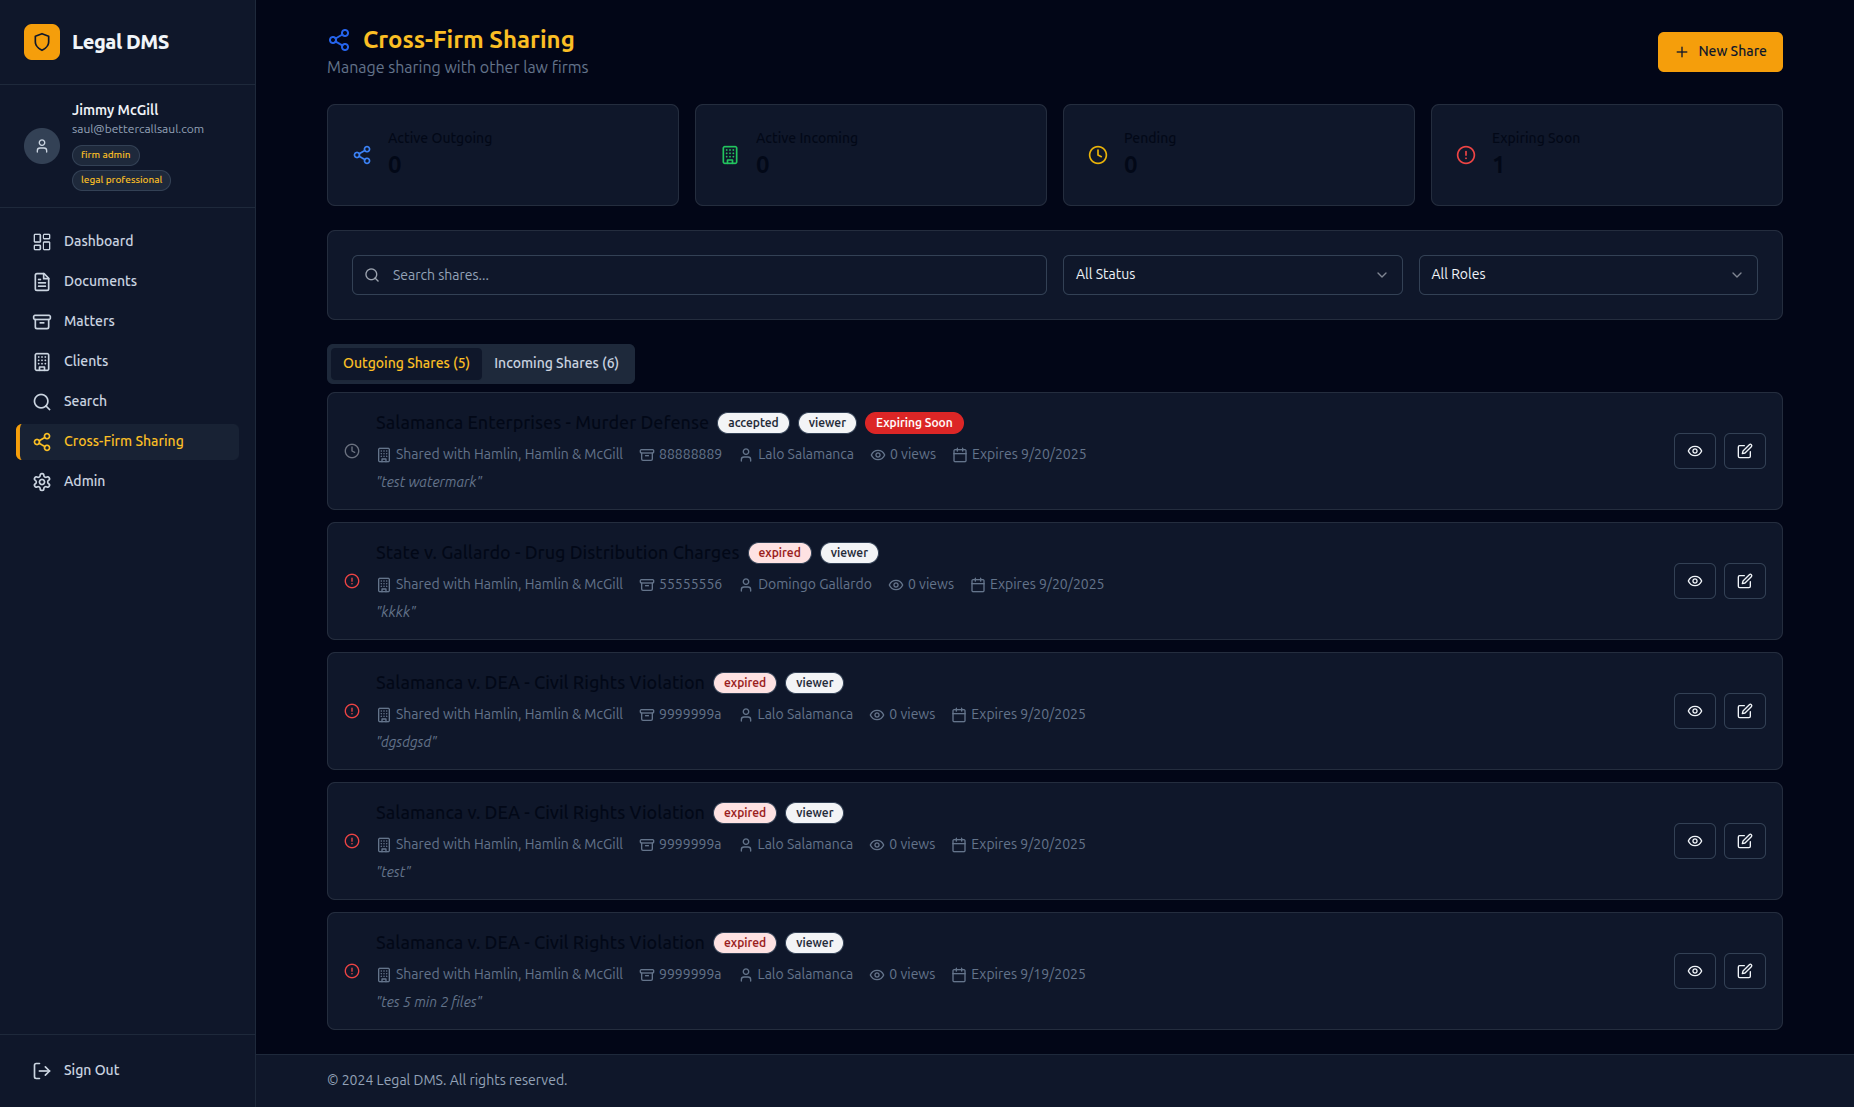 Legal DMS
Jimmy McGill
saul@bettercallsaul.com
firm admin
legal professional
Dashboard
Documents
Matters
Clients
Search
Cross-Firm Sharing
Admin
Sign Out
Cross-Firm Sharing
Manage sharing with other law firms
New Share
Active Outgoing
0
Active Incoming
0
Pending
0
Expiring Soon
1
Search shares...
All Status
All Roles
Outgoing Shares (5)
Incoming Shares (6)
Salamanca Enterprises - Murder Defense accepted viewer Expiring Soon
Shared with Hamlin, Hamlin & McGill 88888889 Lalo Salamanca 0 views Expires 9/20/2025
"test watermark"
State v. Gallardo - Drug Distribution Charges expired viewer
Shared with Hamlin, Hamlin & McGill 55555556 Domingo Gallardo 0 views Expires 9/20/2025
"kkkk"
Salamanca v. DEA - Civil Rights Violation expired viewer
Shared with Hamlin, Hamlin & McGill 9999999a Lalo Salamanca 0 views Expires 9/20/2025
"dgsdgsd"
Salamanca v. DEA - Civil Rights Violation expired viewer
Shared with Hamlin, Hamlin & McGill 9999999a Lalo Salamanca 0 views Expires 9/20/2025
"test"
Salamanca v. DEA - Civil Rights Violation expired viewer
Shared with Hamlin, Hamlin & McGill 9999999a Lalo Salamanca 0 views Expires 9/19/2025
"tes 5 min 2 files"
© 2024 Legal DMS. All rights reserved.